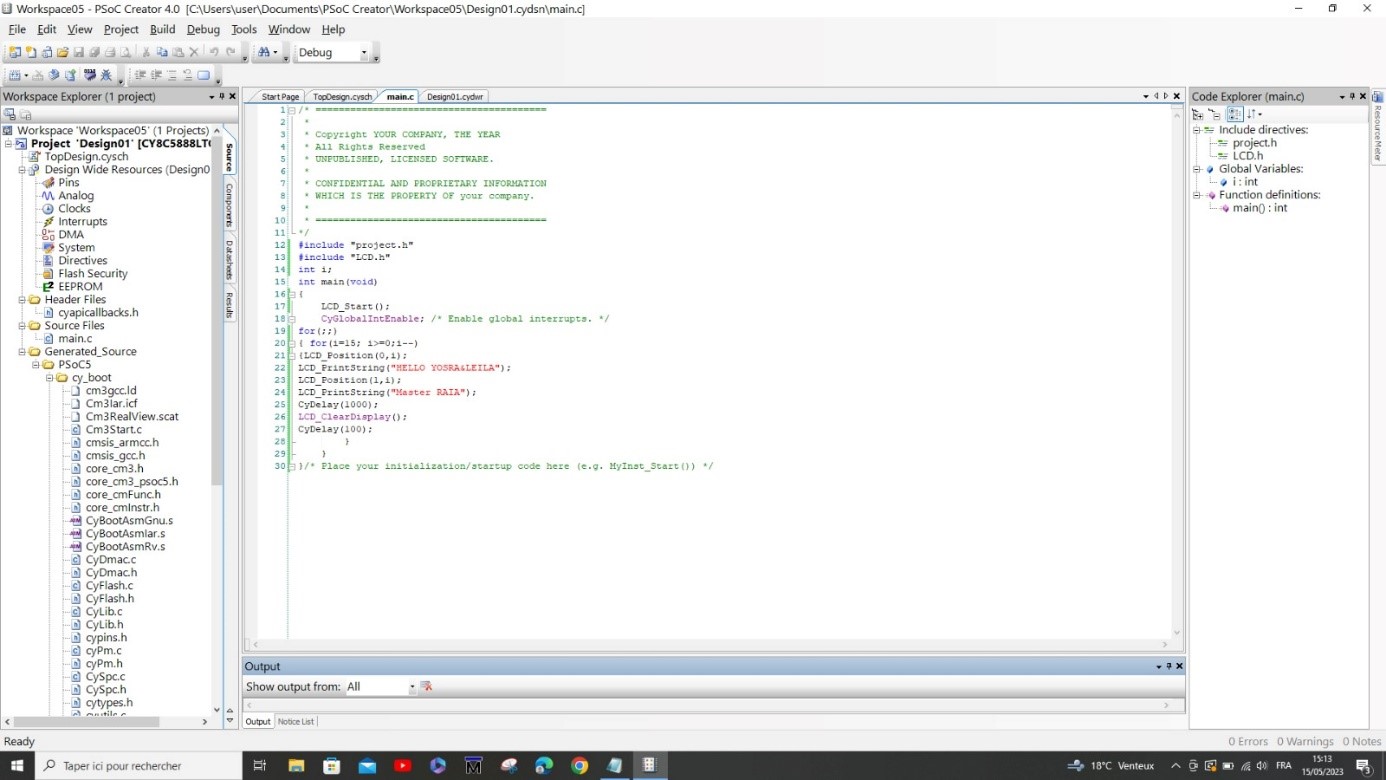 Workspace05 - PSoC Creator 4.0 [C:\Users\user\Documents\PSoC Creator\Workspace05\Design01.cydsn\main.c]
File Edit View Project Build Debug Tools Window Help
Debug
Workspace Explorer (1 project)
Workspace 'Workspace05' (1 Projects)
Project 'Design01' [CY8C5888LT
TopDesign.cysch
Design Wide Resources (Design0
Pins
Analog
Clocks
Interrupts
DMA
System
Directives
Flash Security
EEPROM
Header Files
cyapicallbacks.h
Source Files
main.c
Generated_Source
PSoC5
cy_boot
cm3gcc.ld
Cm3Iar.icf
Cm3RealView.scat
Cm3Start.c
cmsis_armcc.h
cmsis_gcc.h
core_cm3.h
core_cm3_psoc5.h
core_cmFunc.h
core_cmInstr.h
CyBootAsmGnu.s
CyBootAsmIar.s
CyBootAsmRv.s
CyDmac.c
CyDmac.h
CyFlash.c
CyFlash.h
CyLib.c
CyLib.h
cypins.h
cyPm.c
cyPm.h
CySpc.c
CySpc.h
cytypes.h
cyutils.c
Source
Components
Datasheets
Results
Start Page TopDesign.cysch main.c Design01.cydwr
1 /* ========================================
2 *
3 * Copyright YOUR COMPANY, THE YEAR
4 * All Rights Reserved
5 * UNPUBLISHED, LICENSED SOFTWARE.
6 *
7 * CONFIDENTIAL AND PROPRIETARY INFORMATION
8 * WHICH IS THE PROPERTY OF your company.
9 *
10 * ========================================
11 */
12 #include "project.h"
13 #include "LCD.h"
14 int i;
15 int main(void)
16 {
17 LCD_Start();
18 CyGlobalIntEnable; /* Enable global interrupts. */
19 for(;;)
20 { for(i=15; i>=0;i--)
21 {LCD_Position(0,i);
22 LCD_PrintString("HELLO YOSRA&LEILA");
23 LCD_Position(1,i);
24 LCD_PrintString("Master RAIA");
25 CyDelay(1000);
26 LCD_ClearDisplay();
27 CyDelay(100);
28 }
29 }
30 }/* Place your initialization/startup code here (e.g. MyInst_Start()) */
Output
Show output from: All
Output Notice List
Code Explorer (main.c)
Include directives:
project.h
LCD.h
Global Variables:
i : int
Function definitions:
main() : int
Resource Meter
Ready
0 Errors 0 Warnings 0 Notes
Taper ici pour rechercher
18°C Venteux
FRA
15:13
15/05/2023
3